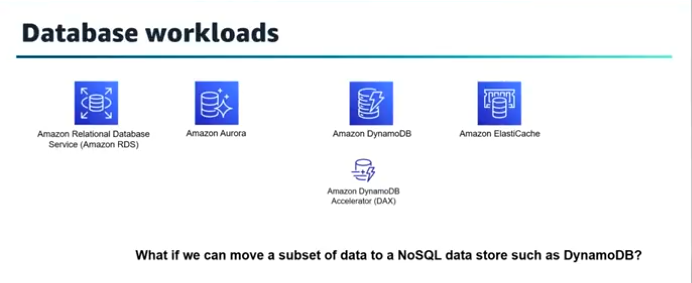 Database workloads
Amazon Relational Database
Service (Amazon RDS)
Amazon Aurora
Amazon DynamoDB
Amazon ElastiCache
Amazon DynamoDB
Accelerator (DAX)
What if we can move a subset of data to a NoSQL data store such as DynamoDB?